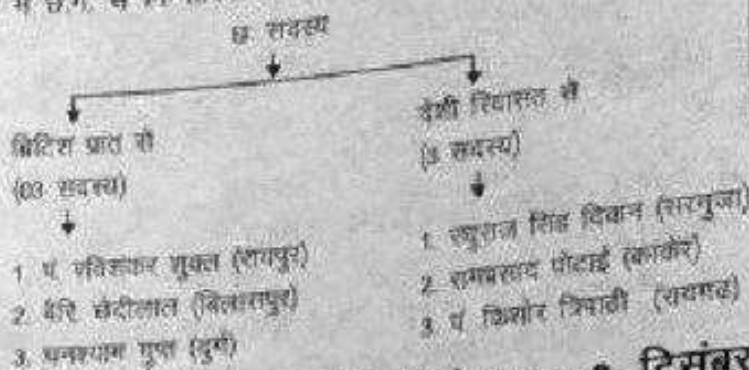 में छ.ग. से
छः सदस्य
ब्रिटिश प्रांत से
(03 सदस्य)
1 पं. रविशंकर शुक्ल (रायपुर)
2. बैरि छेदीलाल (बिलासपुर)
3. घनश्याम गुप्त (दुर्ग)
देशी रियासत से
(3 सदस्य)
1. रघुराज सिंह दिवान (सरगुजा)
2. रामप्रसाद पोटाई (कांकेर)
3. पं किशोर त्रिपाठी (रायगढ)
दिसंबर